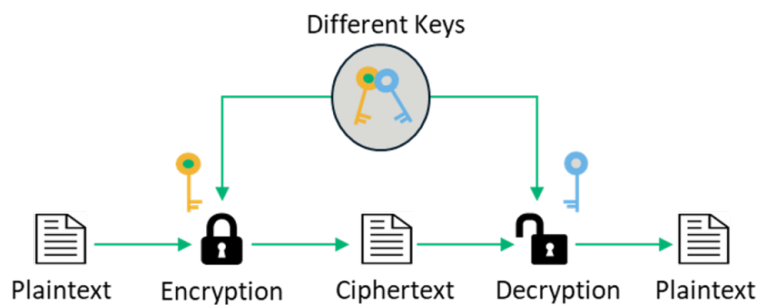 Different Keys
Plaintext
Encryption
Ciphertext
Decryption
Plaintext